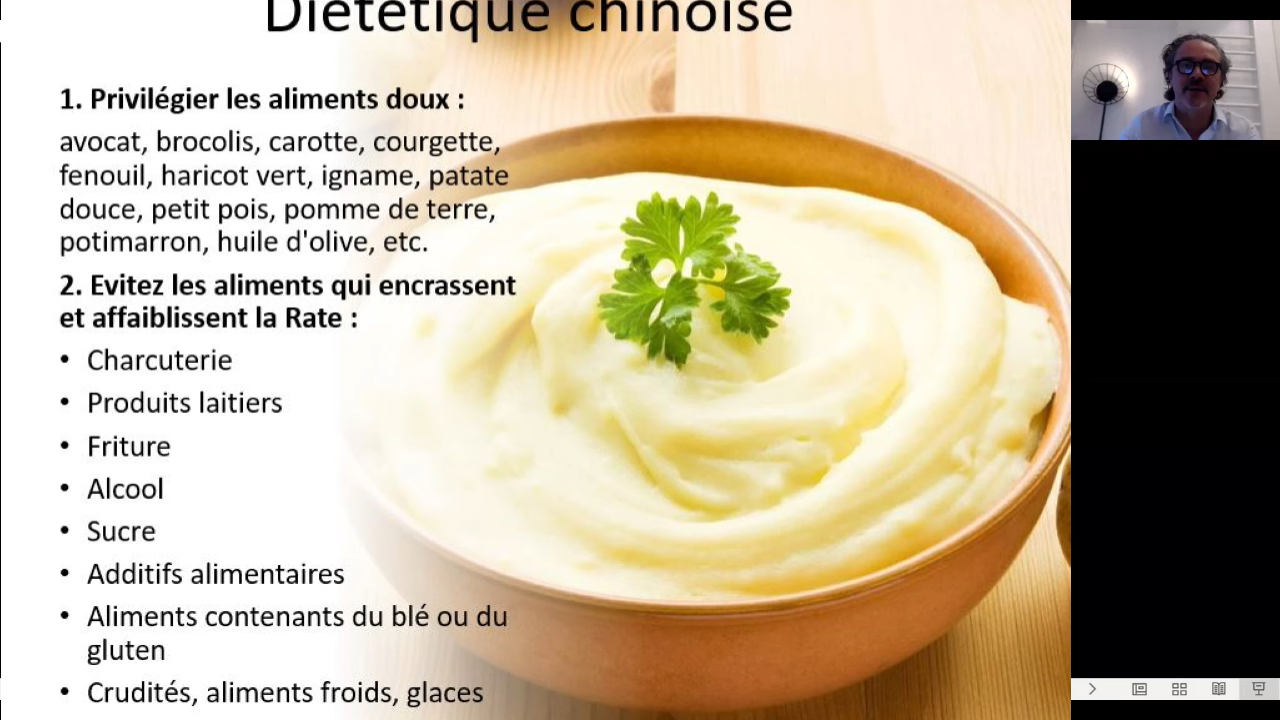 Diététique chinoise
1. Privilégier les aliments doux :
avocat, brocolis, carotte, courgette,
fenouil, haricot vert, igname, patate
douce, petit pois, pomme de terre,
potimarron, huile d'olive, etc.
2. Evitez les aliments qui encrassent
et affaiblissent la Rate :
• Charcuterie
• Produits laitiers
• Friture
• Alcool
• Sucre
• Additifs alimentaires
• Aliments contenants du blé ou du
gluten
• Crudités, aliments froids, glaces